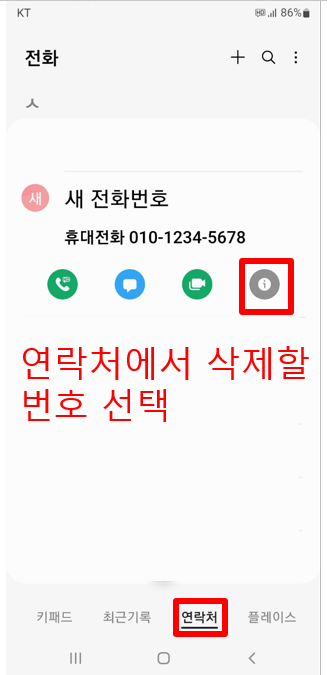 KT 86%
전화
ㅅ
새 새 전화번호
휴대전화 010-1234-5678
연락처에서 삭제할
번호 선택
키패드 최근기록 연락처 플레이스